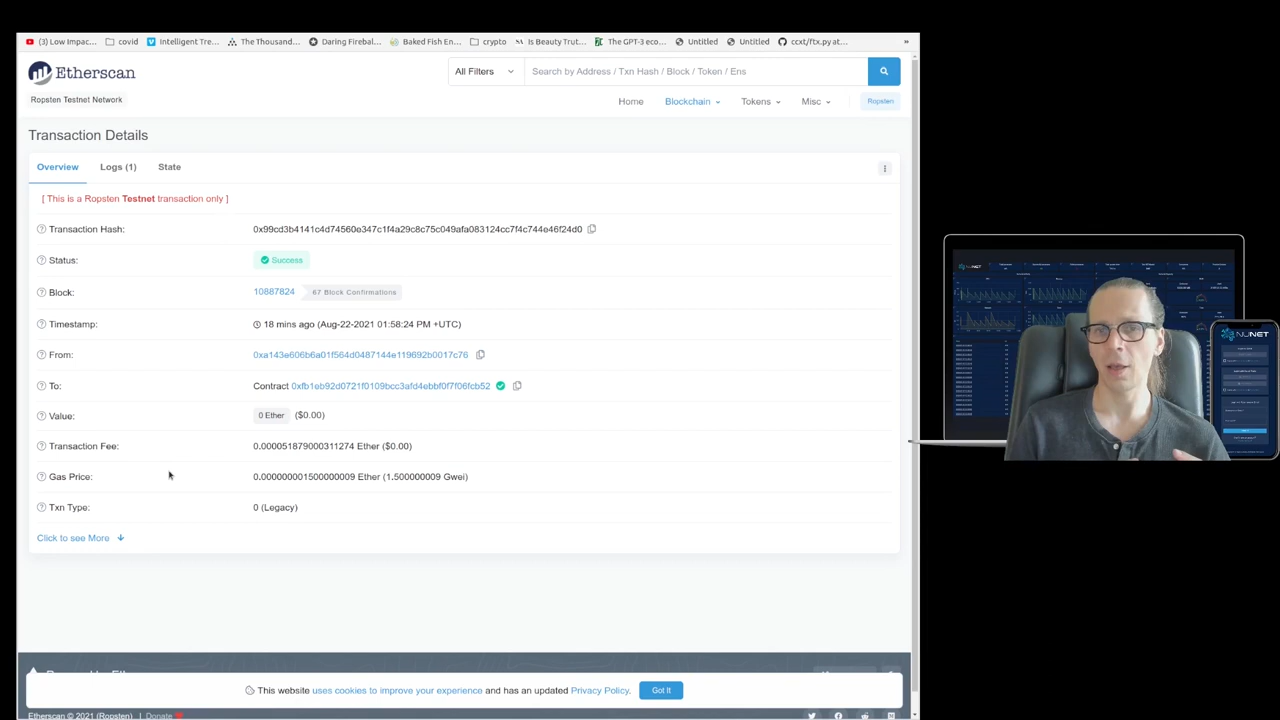 (3) Low Impac... covid Intelligent Tre... The Thousand... Daring Firebal... Baked Fish En... crypto Is Beauty Trut... The GPT-3 eco... Untitled Untitled ccxt/ftx.py at... »
Etherscan
All Filters Search by Address / Txn Hash / Block / Token / Ens
Ropsten Testnet Network
Home Blockchain Tokens Misc Ropsten
Transaction Details
Overview Logs (1) State
[ This is a Ropsten Testnet transaction only ]
Transaction Hash: 0x99cd3b4141c4d74560e347c1f4a29c8c75c049afa083124cc7f4c744e46f24d0
Status: Success
Block: 10887824 67 Block Confirmations
Timestamp: 18 mins ago (Aug-22-2021 01:58:24 PM +UTC)
From: 0xa143e606b6a01f564d0487144e119692b0017c76
To: Contract 0xfb1eb92d0721f0109bcc3afd4ebbf0f7f06fcb52
Value: 0 Ether ($0.00)
Transaction Fee: 0.000051879000311274 Ether ($0.00)
Gas Price: 0.000000001500000009 Ether (1.500000009 Gwei)
Txn Type: 0 (Legacy)
Click to see More
This website uses cookies to improve your experience and has an updated Privacy Policy. Got It
Etherscan © 2021 (Ropsten) | Donate
NUNET
NUNET